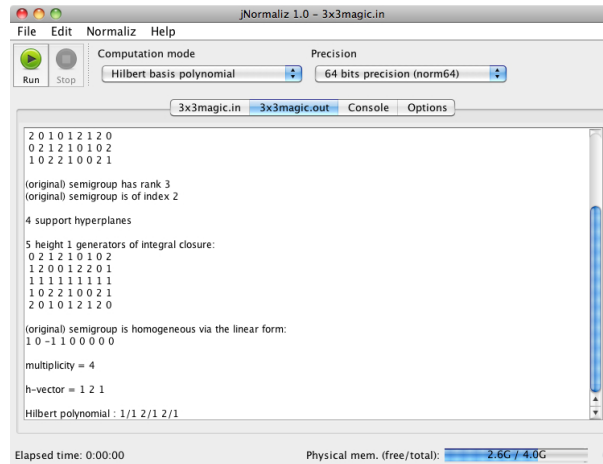 jNormaliz 1.0 – 3x3magic.in
File Edit Normaliz Help
Computation mode Precision
Run Stop Hilbert basis polynomial 64 bits precision (norm64)
3x3magic.in 3x3magic.out Console Options
2 0 1 0 1 2 1 2 0
0 2 1 2 1 0 1 0 2
1 0 2 2 1 0 0 2 1
(original) semigroup has rank 3
(original) semigroup is of index 2
4 support hyperplanes
5 height 1 generators of integral closure:
0 2 1 2 1 0 1 0 2
1 2 0 0 1 2 2 0 1
1 1 1 1 1 1 1 1 1
1 0 2 2 1 0 0 2 1
2 0 1 0 1 2 1 2 0
(original) semigroup is homogeneous via the linear form:
1 0 -1 1 0 0 0 0 0
multiplicity = 4
h-vector = 1 2 1
Hilbert polynomial : 1/1 2/1 2/1
Elapsed time: 0:00:00 Physical mem. (free/total): 2.6G / 4.0G